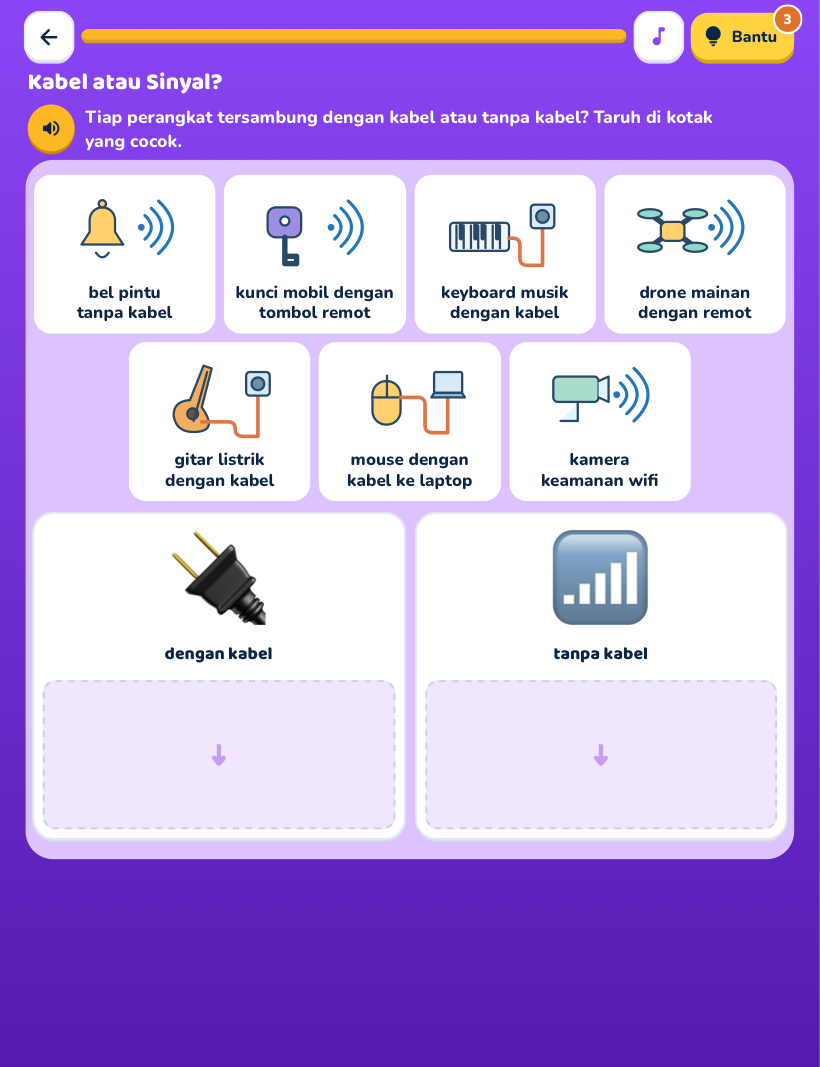 3
Bantu
Kabel atau Sinyal?
Tiap perangkat tersambung dengan kabel atau tanpa kabel? Taruh di kotak
yang cocok.
bel pintu
tanpa kabel
kunci mobil dengan
tombol remot
keyboard musik
dengan kabel
drone mainan
dengan remot
gitar listrik
dengan kabel
mouse dengan
kabel ke laptop
kamera
keamanan wifi
dengan kabel
tanpa kabel